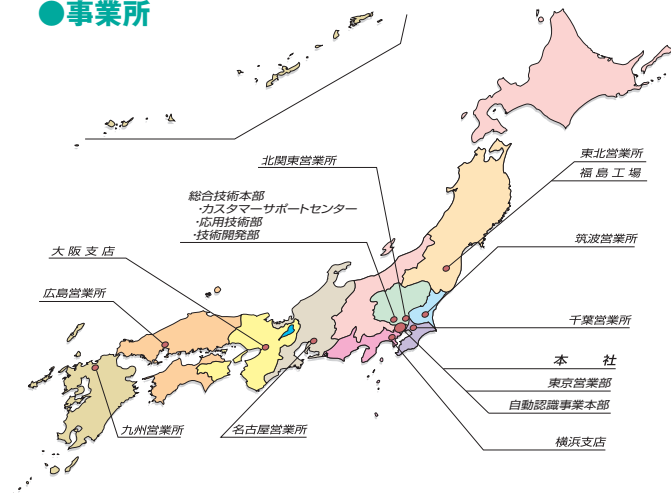 ●事業所
北関東営業所
東北営業所
福島工場
総合技術本部
・カスタマーサポートセンター
・応用技術部
・技術開発部
筑波営業所
大阪支店
広島営業所
千葉営業所
本　社
東京営業部
自動認識事業本部
九州営業所
名古屋営業所
横浜支店